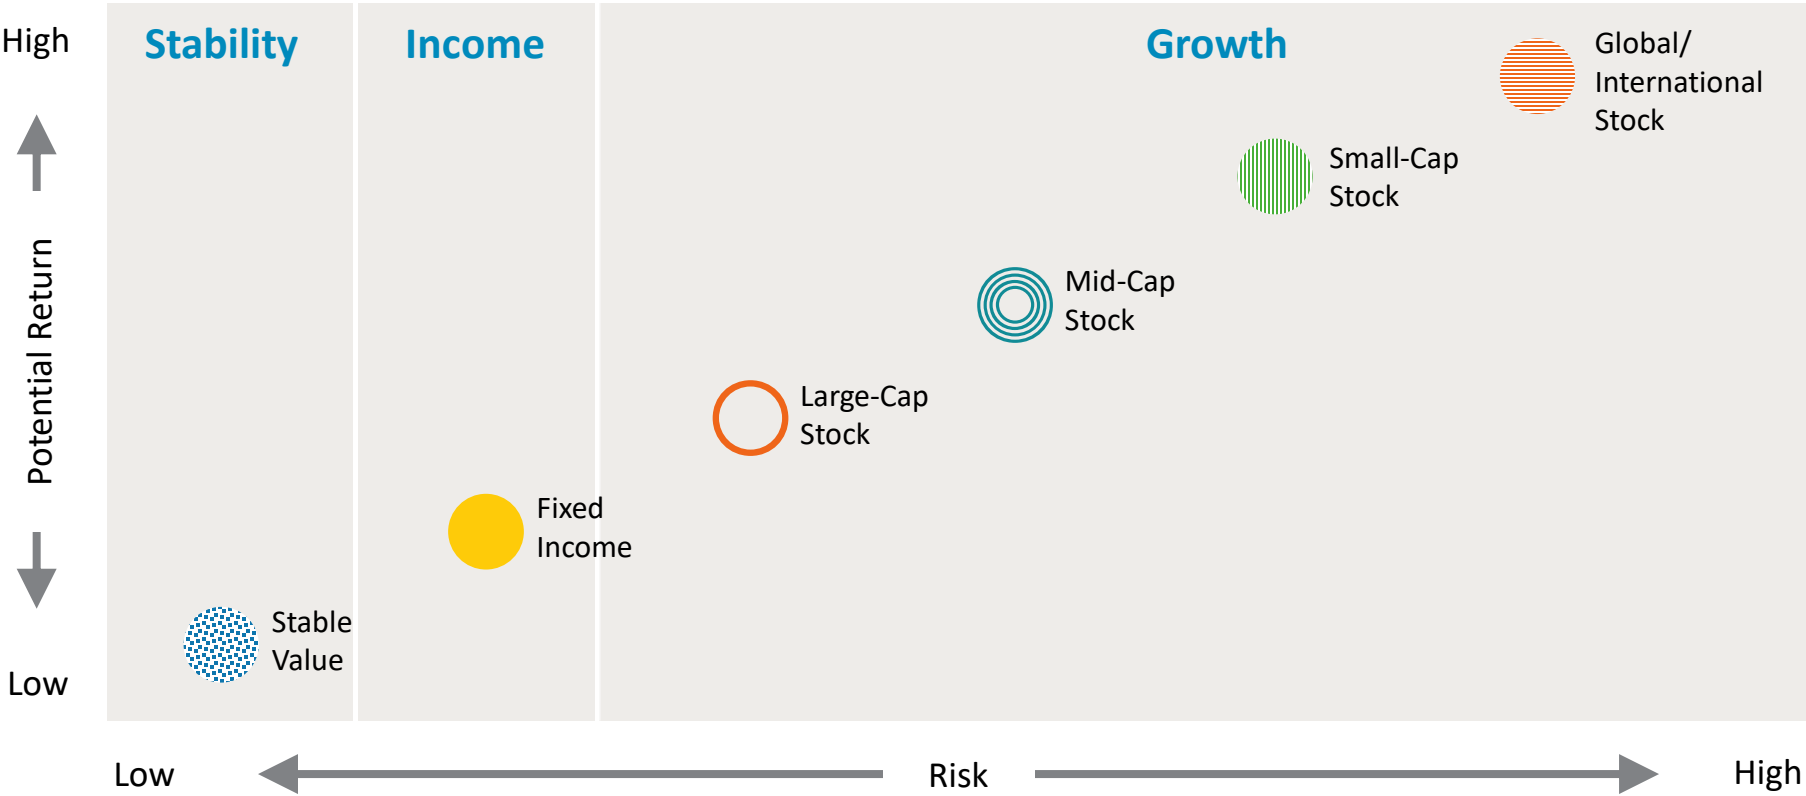 High
Stability
Income
Growth
Global/
International
Stock
Small-Cap
Stock
Mid-Cap
Stock
Potential Return
Large-Cap
Stock
Fixed
Income
Stable
Value
Low
Low
Risk
High